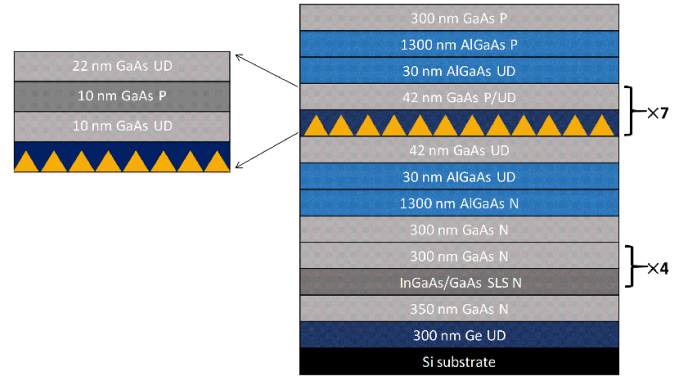 22 nm GaAs UD
10 nm GaAs P
10 nm GaAs UD
300 nm GaAs P
1300 nm AlGaAs P
30 nm AlGaAs UD
42 nm GaAs P/UD
×7
42 nm GaAs UD
30 nm AlGaAs UD
1300 nm AlGaAs N
300 nm GaAs N
300 nm GaAs N
×4
InGaAs/GaAs SLS N
350 nm GaAs N
300 nm Ge UD
Si substrate